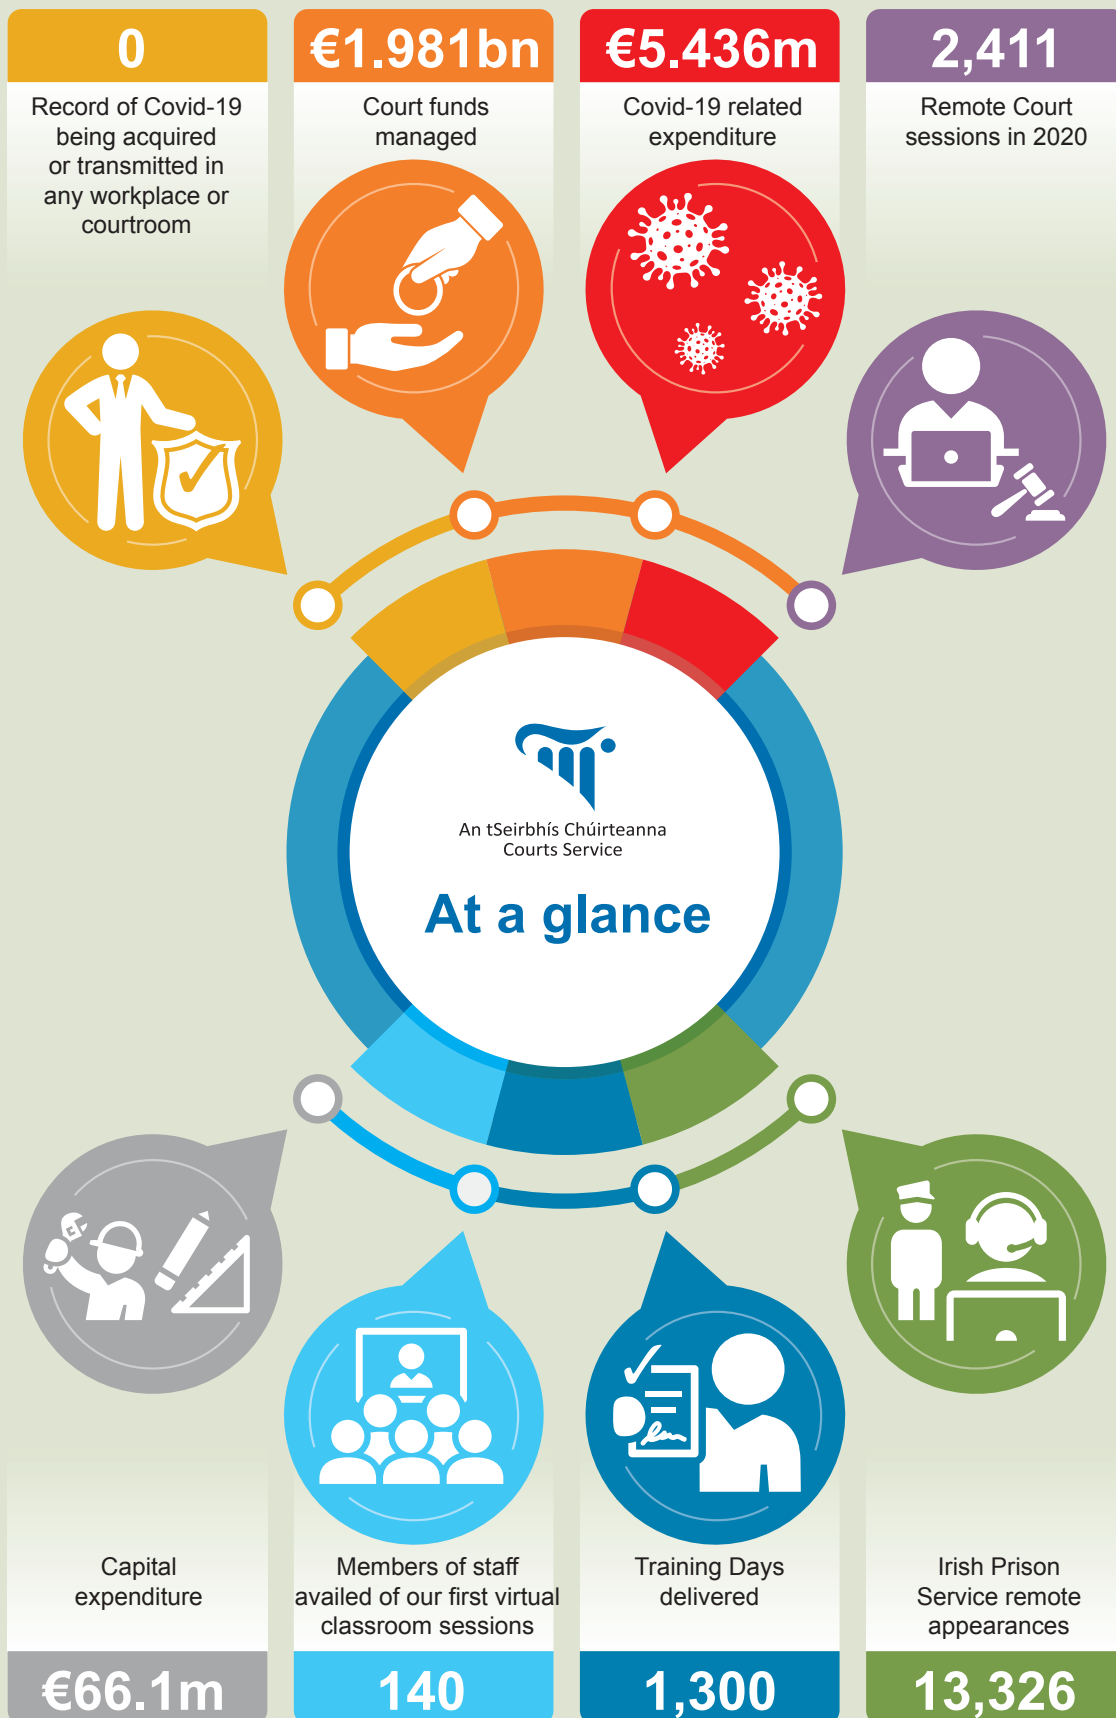 0
Record of Covid-19
being acquired
or transmitted in
any workplace or
courtroom
€1.981bn
Court funds
managed
€5.436m
Covid-19 related
expenditure
2,411
Remote Court
sessions in 2020
An tSeirbhís Chúirteanna
Courts Service
At a glance
Capital
expenditure
€66.1m
Members of staff
availed of our first virtual
classroom sessions
140
Training Days
delivered
1,300
Irish Prison
Service remote
appearances
13,326